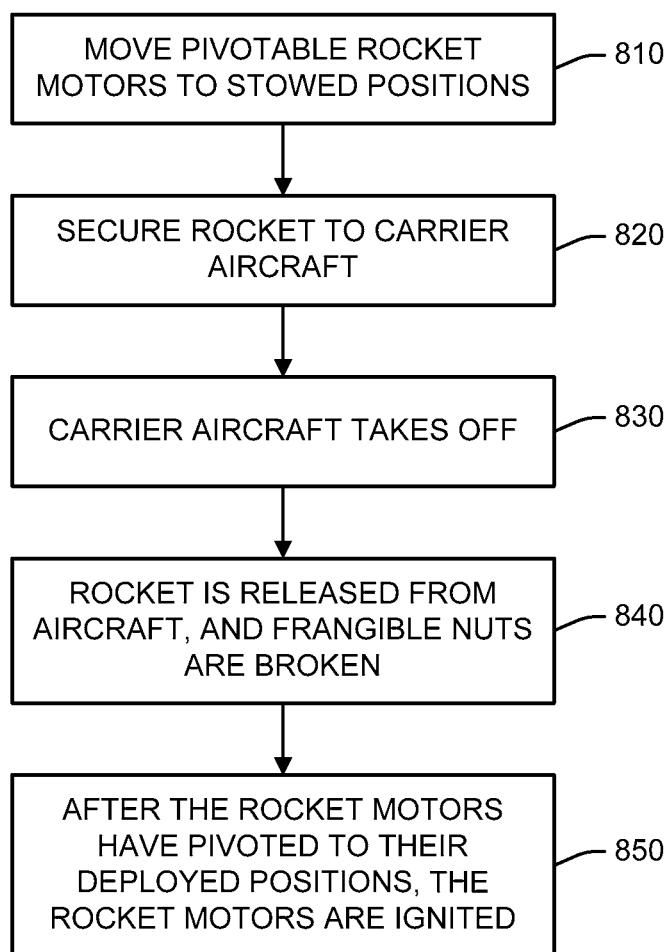 MOVE PIVOTABLE ROCKET
MOTORS TO STOWED POSITIONS
810
SECURE ROCKET TO CARRIER
AIRCRAFT
820
CARRIER AIRCRAFT TAKES OFF
830
ROCKET IS RELEASED FROM
AIRCRAFT, AND FRANGIBLE NUTS
ARE BROKEN
840
AFTER THE ROCKET MOTORS
HAVE PIVOTED TO THEIR
DEPLOYED POSITIONS, THE
ROCKET MOTORS ARE IGNITED
850